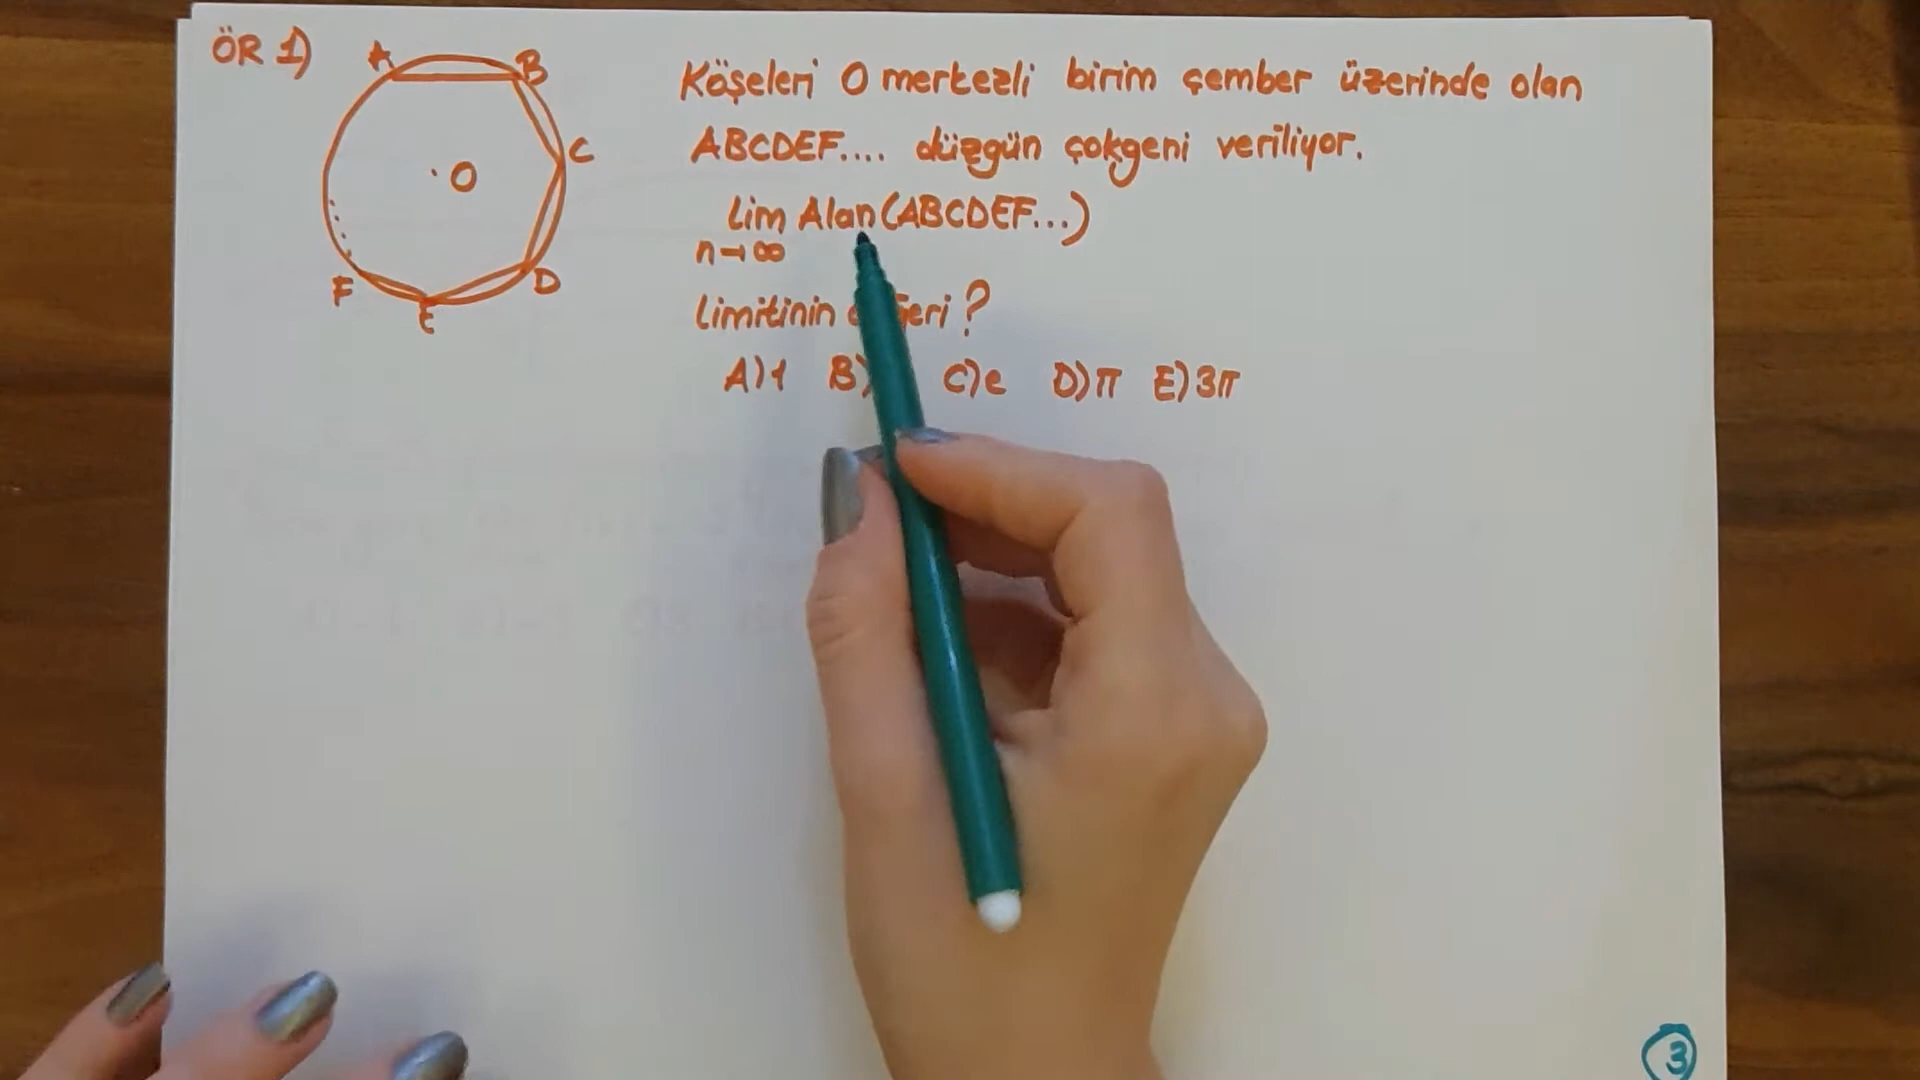 ÖR 1)
A
B
C
O
D
E
F
Köşeleri O merkezli birim çember üzerinde olan
ABCDEF.... düzgün çokgeni veriliyor.
Lim Alan(ABCDEF...)
n→∞
limitinin ?
A) 1 B) C) e D) π E) 3π
3